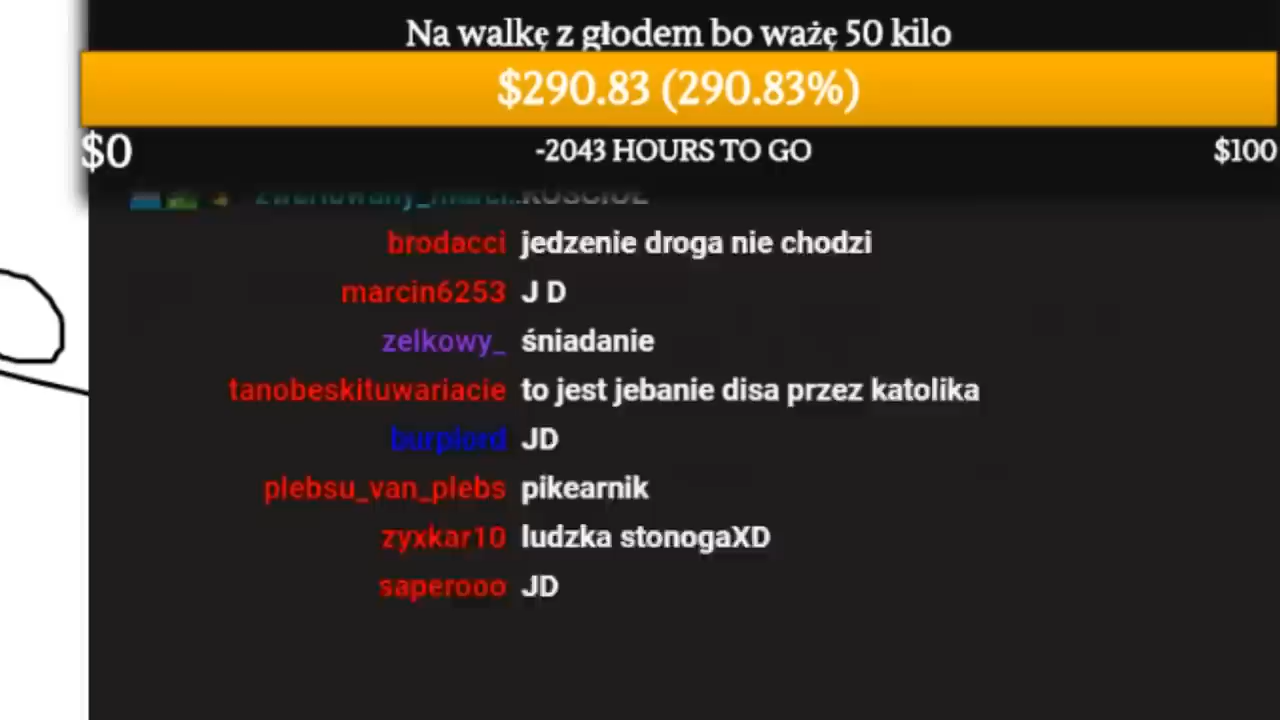 Na walkę z głodem bo ważę 50 kilo
$290.83 (290.83%)
$0 -2043 HOURS TO GO $100
brodacci jedzenie droga nie chodzi
marcin6253 J D
zelkowy_ śniadanie
tanobeskituwariacie to jest jebanie disa przez katolika
burplord JD
plebsu_van_plebs pikearnik
zyxkar10 ludzka stonogaXD
saperooo JD